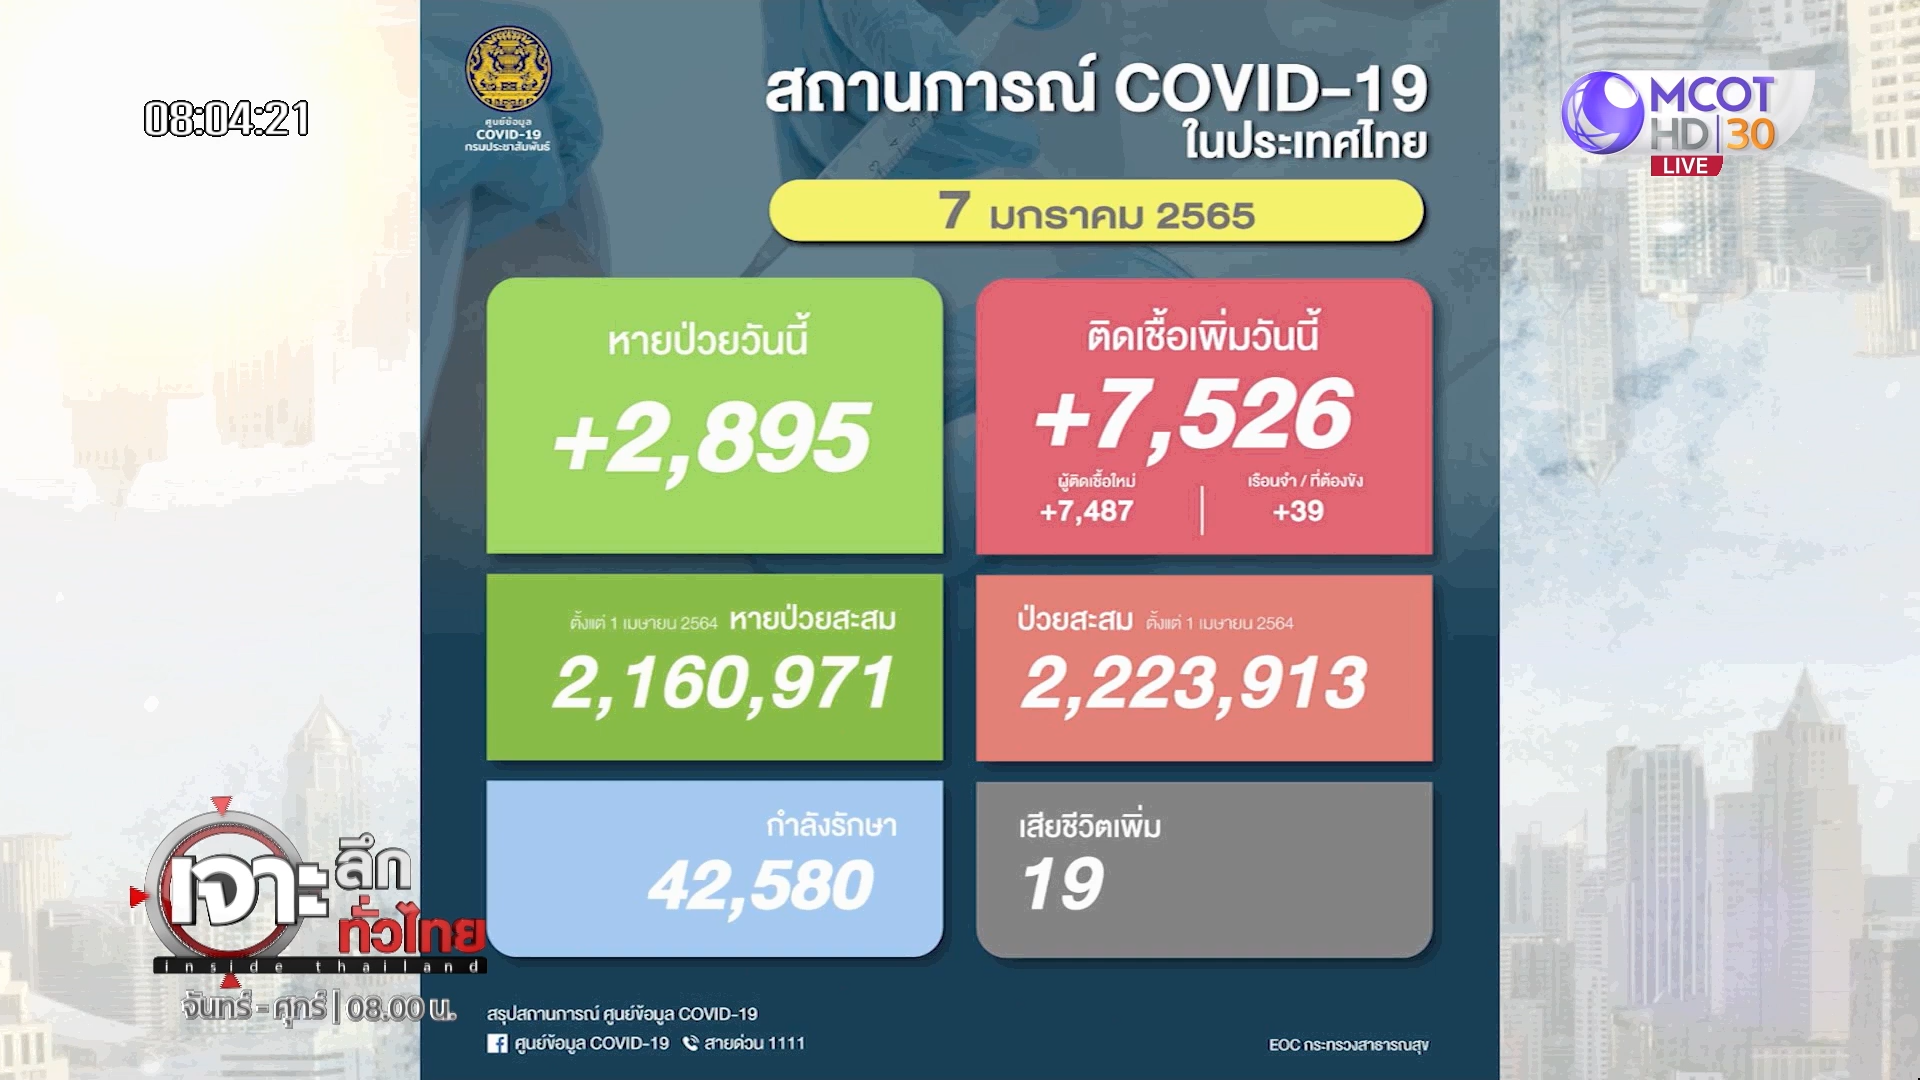 08:04:21
ศูนย์ข้อมูล
COVID-19
กรมประชาสัมพันธ์
สถานการณ์ COVID-19
ในประเทศไทย
7 มกราคม 2565
MCOT
HD 30
LIVE
หายป่วยวันนี้
+2,895
ติดเชื้อเพิ่มวันนี้
+7,526
ผู้ติดเชื้อใหม่
+7,487
เรือนจำ / ที่ต้องขัง
+39
ตั้งแต่ 1 เมษายน 2564 หายป่วยสะสม
2,160,971
ป่วยสะสม ตั้งแต่ 1 เมษายน 2564
2,223,913
กำลังรักษา
42,580
เสียชีวิตเพิ่ม
19
เจาะลึก
ทั่วไทย
inside thailand
จันทร์ - ศุกร์ | 08.00 น.
สรุปสถานการณ์ ศูนย์ข้อมูล COVID-19
ศูนย์ข้อมูล COVID-19 สายด่วน 1111
EOC กระทรวงสาธารณสุข